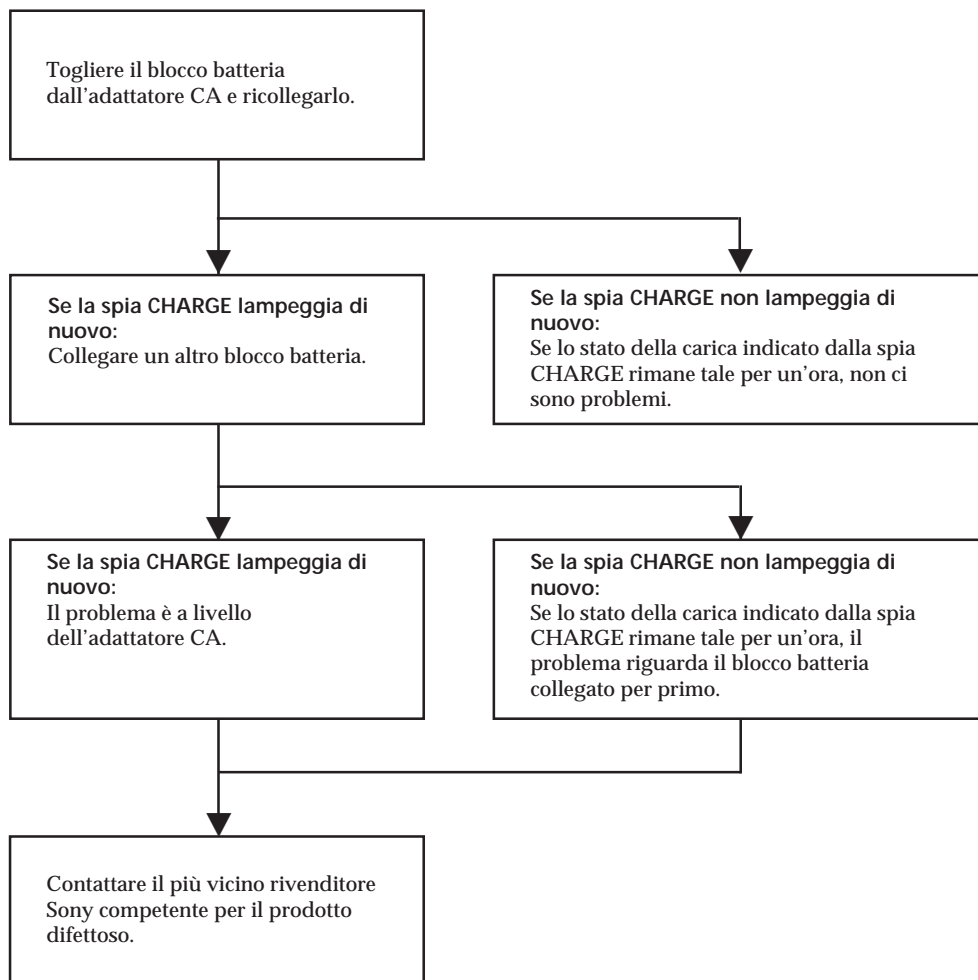 Togliere il blocco batteria
dall'adattatore CA e ricollegarlo.
Se la spia CHARGE lampeggia di
nuovo:
Collegare un altro blocco batteria.
Se la spia CHARGE non lampeggia di
nuovo:
Se lo stato della carica indicato dalla spia
CHARGE rimane tale per un'ora, non ci
sono problemi.
Se la spia CHARGE lampeggia di
nuovo:
Il problema è a livello
dell'adattatore CA.
Se la spia CHARGE non lampeggia di
nuovo:
Se lo stato della carica indicato dalla spia
CHARGE rimane tale per un'ora, il
problema riguarda il blocco batteria
collegato per primo.
Contattare il più vicino rivenditore
Sony competente per il prodotto
difettoso.